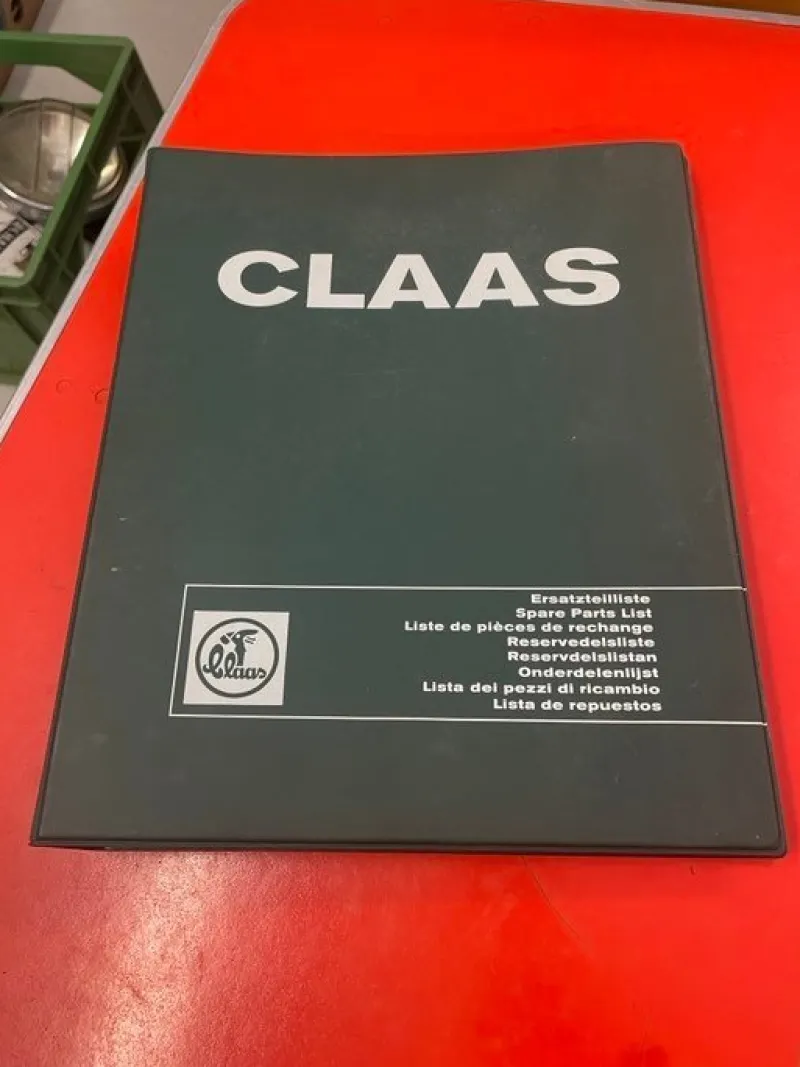 CLAAS
Ersatzteilliste
Spare Parts List
Liste de pièces de rechange
Reservedelsliste
Reservdelslistan
Onderdelenlijst
Lista dei pezzi di ricambio
Lista de repuestos
Claas